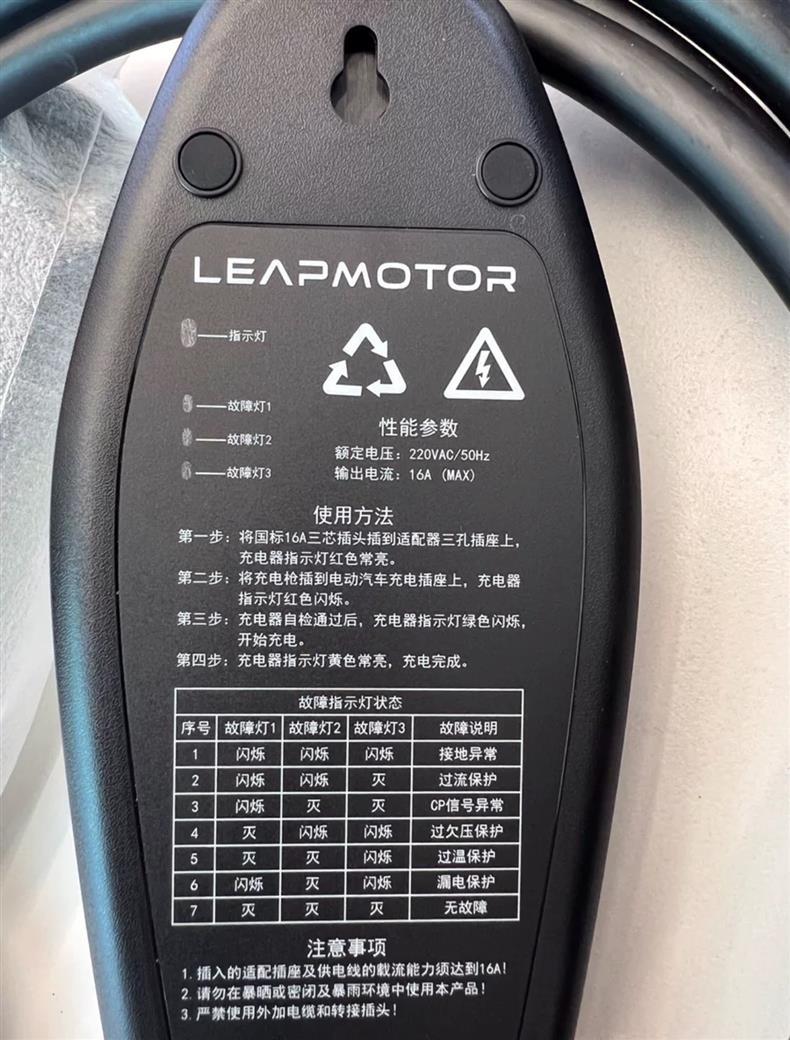 LEAPMOTOR
指示灯
故障灯1
故障灯2
故障灯3
性能参数
额定电压：220VAC/50Hz
输出电流：16A (MAX)
使用方法
第一步：将国标16A三芯插头插到适配器三孔插座上，
充电器指示灯红色常亮。
第二步：将充电枪插到电动汽车充电插座上，充电器
指示灯红色闪烁。
第三步：充电器自检通过后，充电器指示灯绿色闪烁，
开始充电。
第四步：充电器指示灯黄色常亮，充电完成。
故障指示灯状态
序号 故障灯1 故障灯2 故障灯3 故障说明
1 闪烁 闪烁 闪烁 接地异常
2 闪烁 闪烁 灭 过流保护
3 闪烁 灭 灭 CP信号异常
4 灭 闪烁 闪烁 过欠压保护
5 灭 灭 闪烁 过温保护
6 闪烁 灭 闪烁 漏电保护
7 灭 灭 灭 无故障
注意事项
1. 插入的适配插座及供电线的载流能力须达到16A！
2. 请勿在暴晒或密闭及暴雨环境中使用本产品！
3. 严禁使用外加电缆和转接插头！